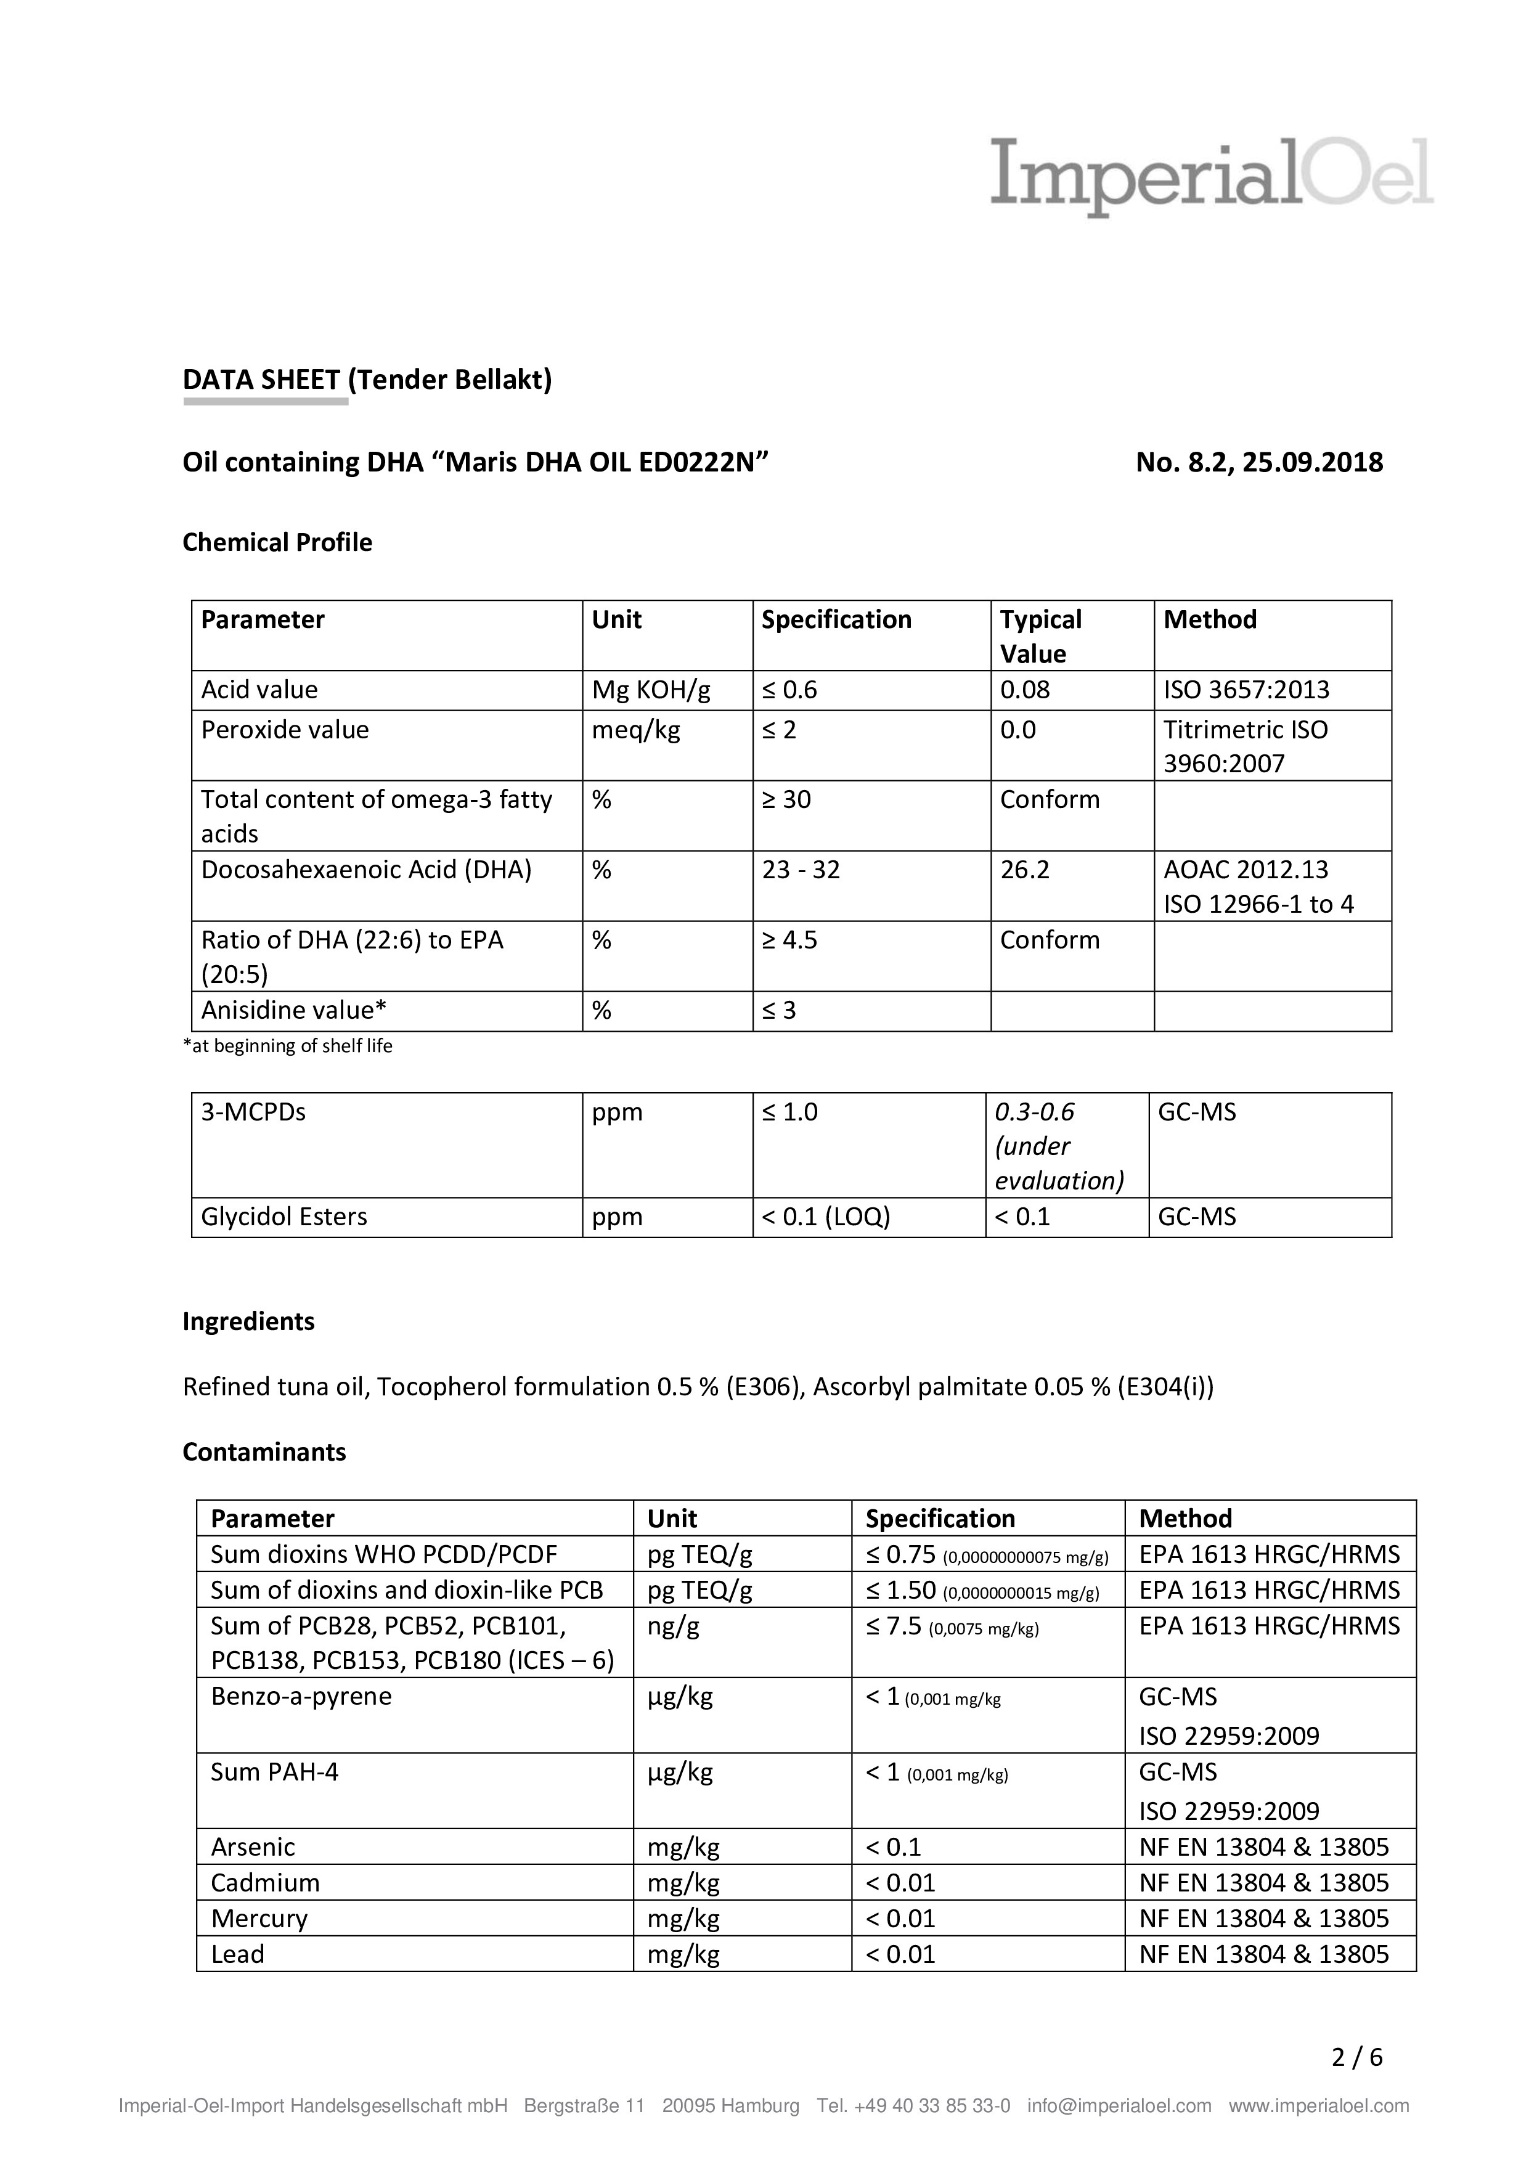 ImperialOel
DATA SHEET (Tender Bellakt)
Oil containing DHA “Maris DHA OIL ED0222N” No. 8.2, 25.09.2018
Chemical Profile
Parameter Unit Specification Typical Value Method
Acid value Mg KOH/g ≤ 0.6 0.08 ISO 3657:2013
Peroxide value meq/kg ≤ 2 0.0 Titrimetric ISO 3960:2007
Total content of omega-3 fatty acids % ≥ 30 Conform
Docosahexaenoic Acid (DHA) % 23 - 32 26.2 AOAC 2012.13 ISO 12966-1 to 4
Ratio of DHA (22:6) to EPA (20:5) % ≥ 4.5 Conform
Anisidine value* % ≤ 3
*at beginning of shelf life
3-MCPDs ppm ≤ 1.0 0.3-0.6 (under evaluation) GC-MS
Glycidol Esters ppm < 0.1 (LOQ) < 0.1 GC-MS
Ingredients
Refined tuna oil, Tocopherol formulation 0.5 % (E306), Ascorbyl palmitate 0.05 % (E304(i))
Contaminants
Parameter Unit Specification Method
Sum dioxins WHO PCDD/PCDF pg TEQ/g ≤ 0.75 (0,00000000075 mg/g) EPA 1613 HRGC/HRMS
Sum of dioxins and dioxin-like PCB pg TEQ/g ≤ 1.50 (0,0000000015 mg/g) EPA 1613 HRGC/HRMS
Sum of PCB28, PCB52, PCB101, PCB138, PCB153, PCB180 (ICES – 6) ng/g ≤ 7.5 (0,0075 mg/kg) EPA 1613 HRGC/HRMS
Benzo-a-pyrene µg/kg < 1 (0,001 mg/kg GC-MS ISO 22959:2009
Sum PAH-4 µg/kg < 1 (0,001 mg/kg) GC-MS ISO 22959:2009
Arsenic mg/kg < 0.1 NF EN 13804 & 13805
Cadmium mg/kg < 0.01 NF EN 13804 & 13805
Mercury mg/kg < 0.01 NF EN 13804 & 13805
Lead mg/kg < 0.01 NF EN 13804 & 13805
2 / 6
Imperial-Oel-Import Handelsgesellschaft mbH Bergstraße 11 20095 Hamburg Tel. +49 40 33 85 33-0 info@imperialoel.com www.imperialoel.com